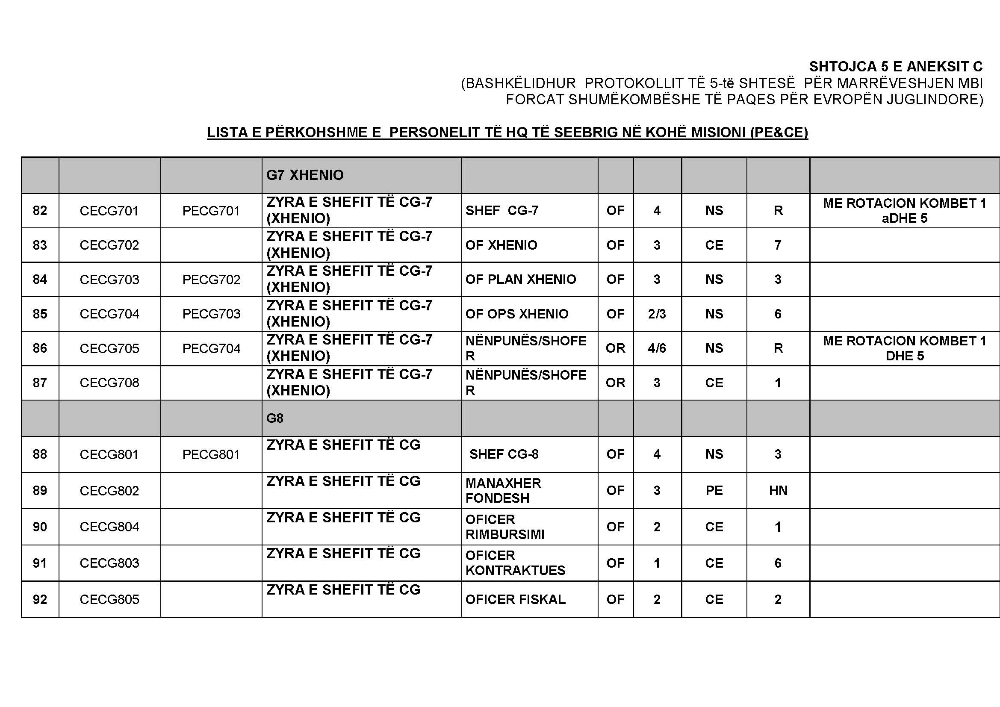 SHTOJCA 5 E ANEKSIT C
(BASHKËLIDHUR PROTOKOLLIT TË 5-të SHTESË PËR MARRËVESHJEN MBI
FORCAT SHUMËKOMBËSHE TË PAQES PËR EVROPËN JUGLINDORE)
LISTA E PËRKOHSHME E PERSONELIT TË HQ TË SEEBRIG NË KOHË MISIONI (PE&CE)
G7 XHENIO
82 CECG701 PECG701 ZYRA E SHEFIT TË CG-7 (XHENIO) SHEF CG-7 OF 4 NS R ME ROTACION KOMBET 1 aDHE 5
83 CECG702 ZYRA E SHEFIT TË CG-7 (XHENIO) OF XHENIO OF 3 CE 7
84 CECG703 PECG702 ZYRA E SHEFIT TË CG-7 (XHENIO) OF PLAN XHENIO OF 3 NS 3
85 CECG704 PECG703 ZYRA E SHEFIT TË CG-7 (XHENIO) OF OPS XHENIO OF 2/3 NS 6
86 CECG705 PECG704 ZYRA E SHEFIT TË CG-7 (XHENIO) NËNPUNËS/SHOFE R OR 4/6 NS R ME ROTACION KOMBET 1 DHE 5
87 CECG708 ZYRA E SHEFIT TË CG-7 (XHENIO) NËNPUNËS/SHOFE R OR 3 CE 1
G8
88 CECG801 PECG801 ZYRA E SHEFIT TË CG SHEF CG-8 OF 4 NS 3
89 CECG802 ZYRA E SHEFIT TË CG MANAXHER FONDESH OF 3 PE HN
90 CECG804 ZYRA E SHEFIT TË CG OFICER RIMBURSIMI OF 2 CE 1
91 CECG803 ZYRA E SHEFIT TË CG OFICER KONTRAKTUES OF 1 CE 6
92 CECG805 ZYRA E SHEFIT TË CG OFICER FISKAL OF 2 CE 2